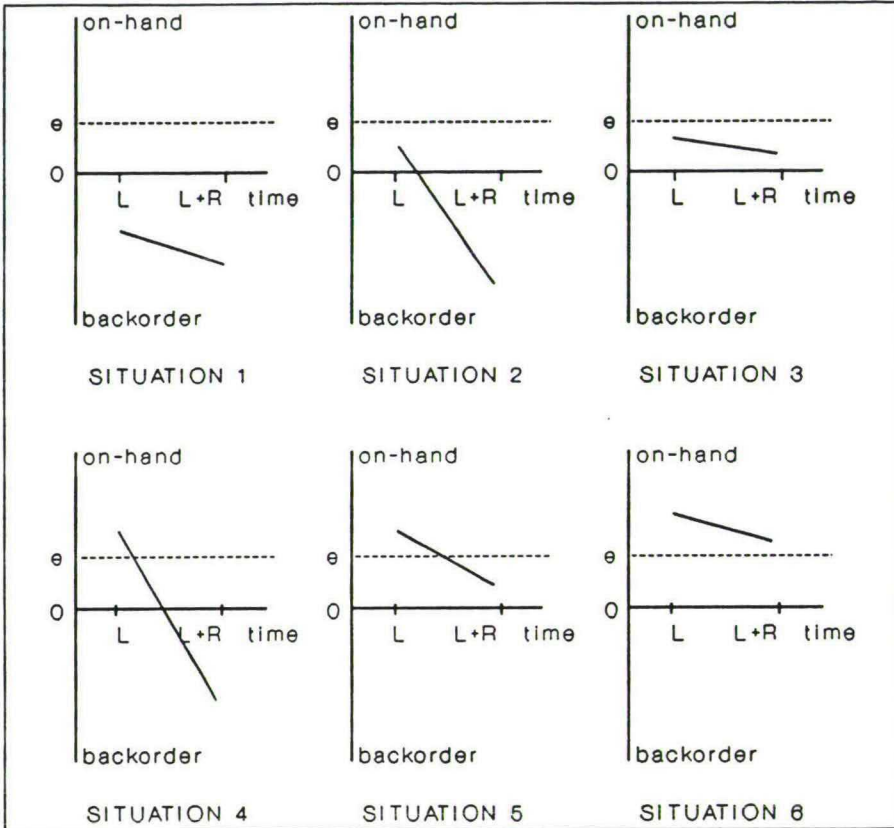 on-hand on-hand on-hand
e e e
0 0 0
L L+R time L L+R time L L+R time
backorder backorder backorder
SITUATION 1 SITUATION 2 SITUATION 3
on-hand on-hand on-hand
e e e
0 0 0
L L+R time L L+R time L L+R time
backorder backorder backorder
SITUATION 4 SITUATION 5 SITUATION 6